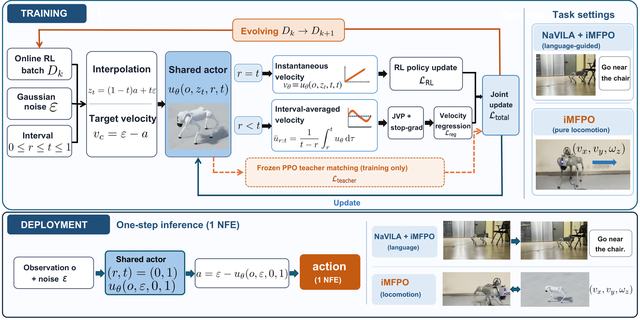 TRAINING
Evolving D_k → D_{k+1}
Online RL
batch D_k
Gaussian
noise ε
Interval
0 ≤ r ≤ t ≤ 1
Interpolation
z_t = (1 − t)a + tε
Target velocity
v_c = ε − a
Shared actor
u_θ(o, z_t, r, t)
r = t
Instantaneous
velocity
v_θ = u_θ(o, z_t, t, t)
RL policy update
ℒ_RL
r < t
Interval-averaged
velocity
ū_{r:t} = 1/(t − r) ∫_r^t u_θ dτ
JVP +
stop-grad
Velocity
regression
ℒ_reg
Joint
update
ℒ_total
Frozen PPO teacher matching (training only)
ℒ_teacher
Update
Task settings
NaVILA + iMFPO
(language-guided)
Go near
the chair
iMFPO
(pure locomotion)
(v_x, v_y, ω_z)
DEPLOYMENT
One-step inference (1 NFE)
Observation o
+ noise ε
Shared actor
(r, t) = (0, 1)
u_θ(o, ε, 0, 1)
a = ε − u_θ(o, ε, 0, 1)
action
(1 NFE)
NaVILA + iMFPO
(language)
Go near
the chair.
iMFPO
(locomotion)
(v_x, v_y, ω_z)